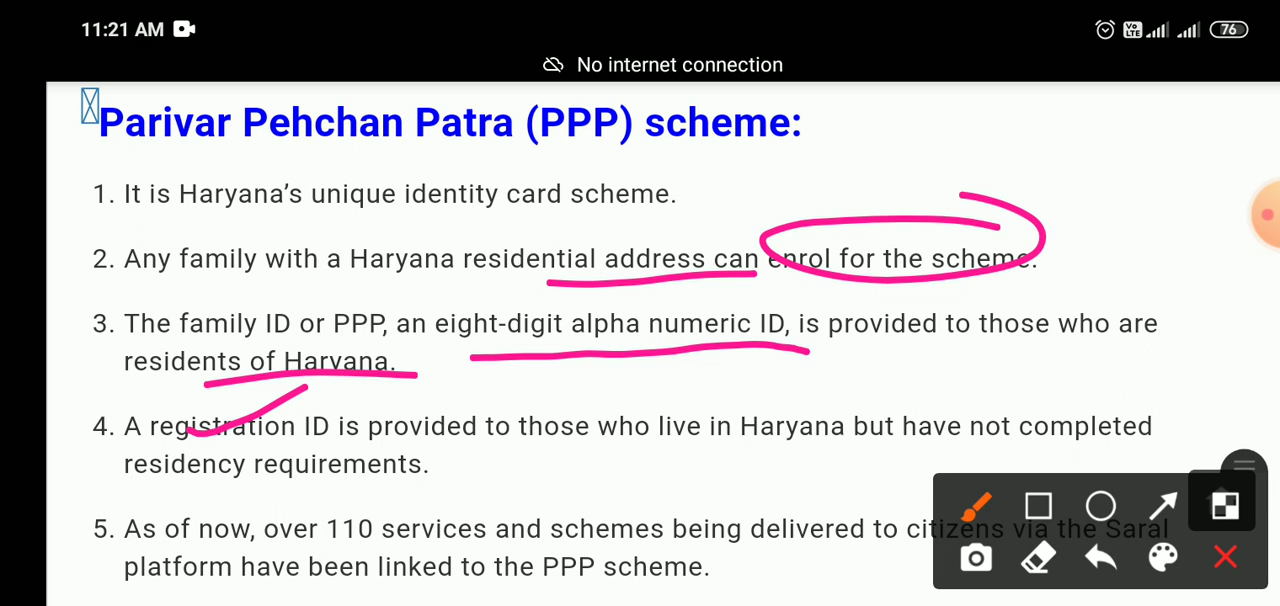 11:21 AM
Vo LTE
76
No internet connection
Parivar Pehchan Patra (PPP) scheme:
1. It is Haryana’s unique identity card scheme.
2. Any family with a Haryana residential address can enrol for the scheme.
3. The family ID or PPP, an eight-digit alpha numeric ID, is provided to those who are
residents of Haryana.
4. A registration ID is provided to those who live in Haryana but have not completed
residency requirements.
5. As of now, over 110 services and schemes being delivered to citizens via the Saral
platform have been linked to the PPP scheme.